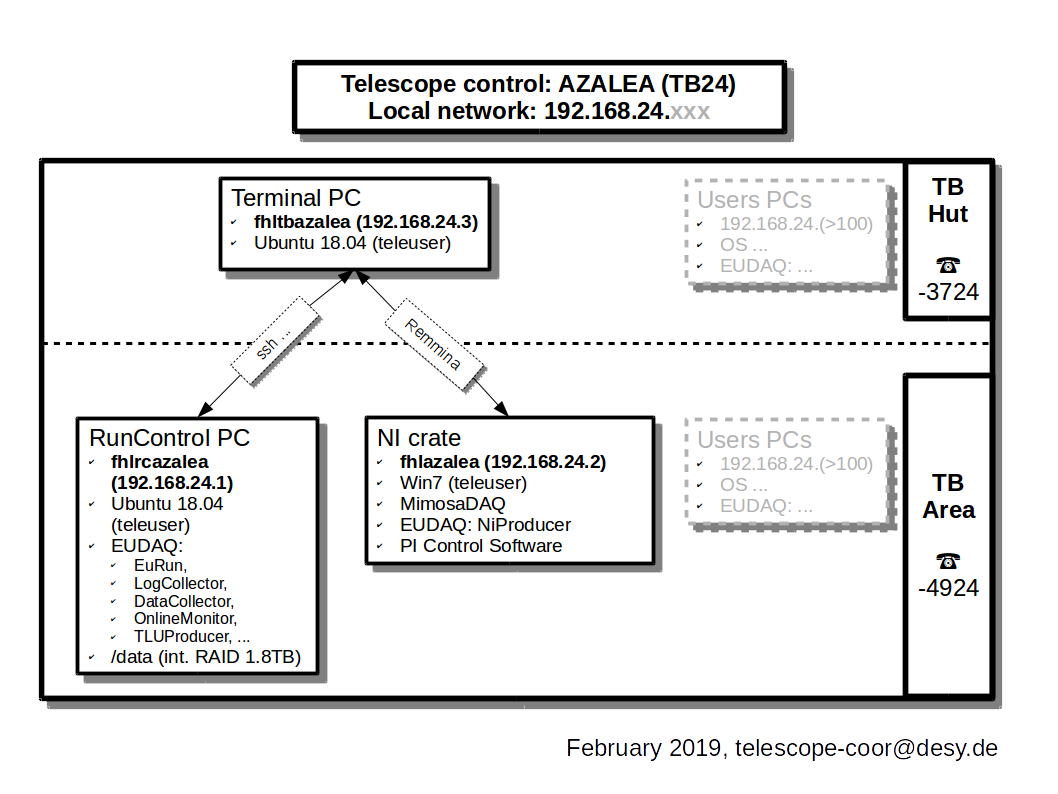 Telescope control: AZALEA (TB24)
Local network: 192.168.24.xxx
Terminal PC
✓ fhltbazalea (192.168.24.3)
✓ Ubuntu 18.04 (teleuser)
Users PCs
✓ 192.168.24.(>100)
✓ OS ...
✓ EUDAQ: ...
TB
Hut
☎
-3724
ssh ...
Remmina
RunControl PC
✓ fhlrcazalea
(192.168.24.1)
✓ Ubuntu 18.04
(teleuser)
✓ EUDAQ:
✓ EuRun,
✓ LogCollector,
✓ DataCollector,
✓ OnlineMonitor,
✓ TLUProducer, ...
✓ /data (int. RAID 1.8TB)
NI crate
✓ fhlazalea (192.168.24.2)
✓ Win7 (teleuser)
✓ MimosaDAQ
✓ EUDAQ: NiProducer
✓ PI Control Software
Users PCs
✓ 192.168.24.(>100)
✓ OS ...
✓ EUDAQ: ...
TB
Area
☎
-4924
February 2019, telescope-coor@desy.de